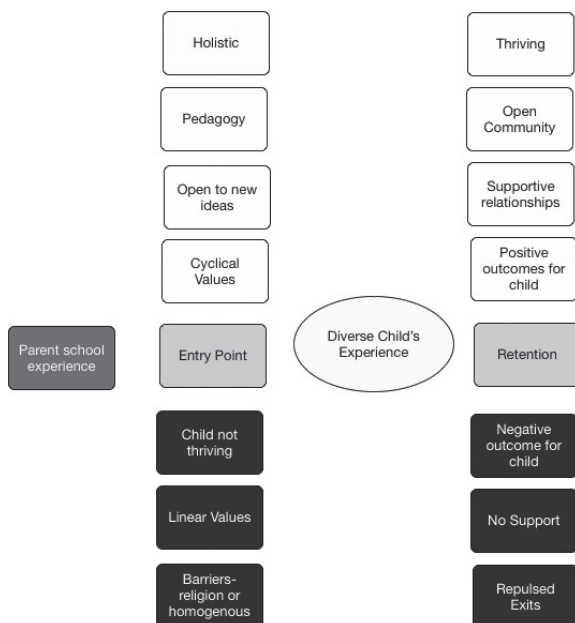 Holistic
Thriving
Pedagogy
Open
Community
Open to new
ideas
Supportive
relationships
Cyclical
Values
Positive
outcomes for
child
Parent school
experience
Entry Point
Diverse Child's
Experience
Retention
Child not
thriving
Negative
outcome for
child
Linear Values
No Support
Barriers-
religion or
homogenous
Repulsed
Exits